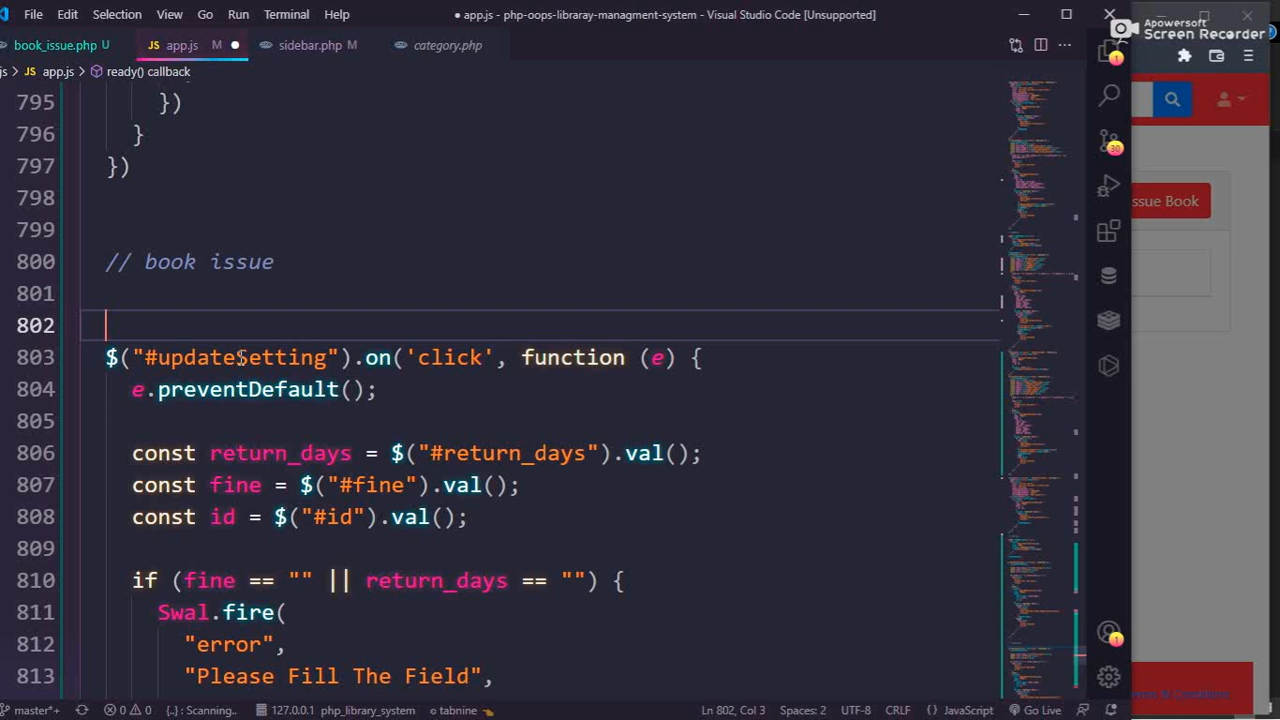 File Edit Selection View Go Run Terminal Help
● app.js - php-oops-libraray-managment-system - Visual Studio Code [Unsupported]
Apowersoft
Screen Recorder
book_issue.php U
JS app.js M ●
sidebar.php M
category.php
js > JS app.js > ready() callback
795 })
796 }
797 })
798
799
800 // book issue
801
802
803 $("#updateSetting").on('click', function (e) {
804 e.preventDefault();
805
806 const return_days = $("#return_days").val();
807 const fine = $("#fine").val();
808 const id = $("#id").val();
809
810 if (fine == "" || return_days == "") {
811 Swal.fire(
812 "error",
813 "Please Fill The Field",
1
30
1
ssue Book
master*+ 0 0 {..} : Scanning.. 127.0.0.1 php_library_system tabnine Ln 802, Col 3 Spaces: 2 UTF-8 CRLF {} JavaScript Go Live